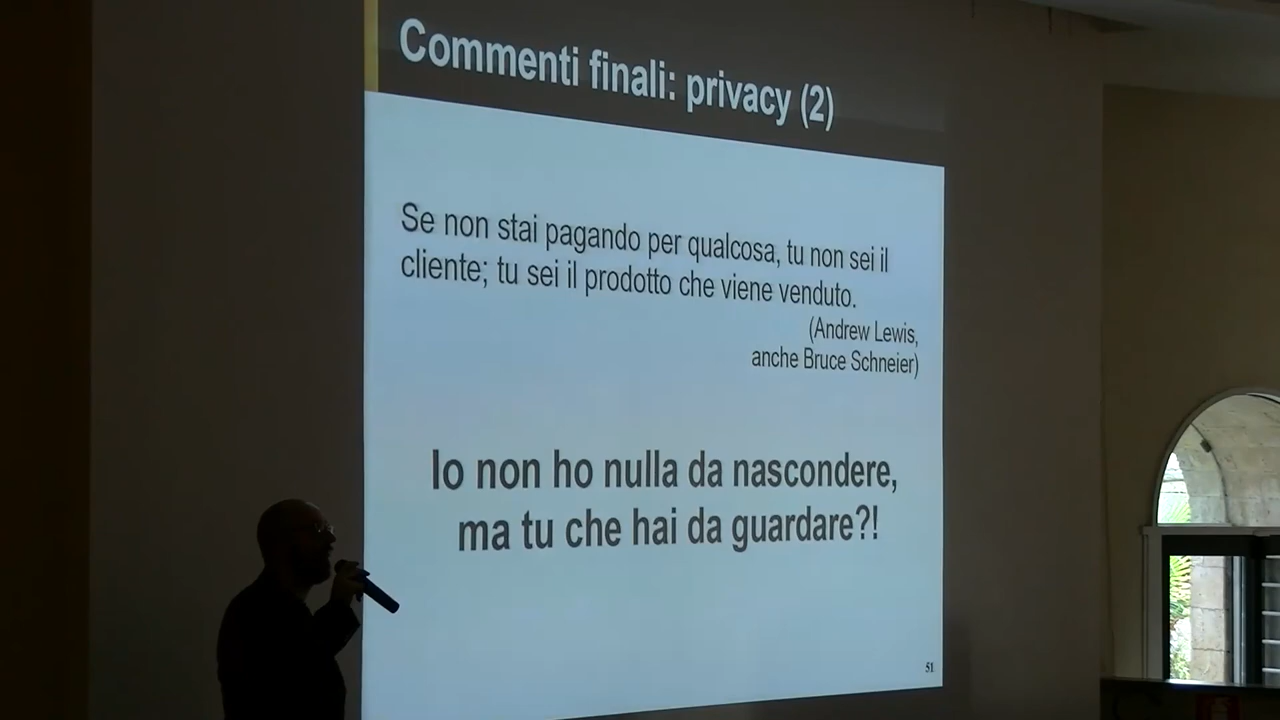 Commenti finali: privacy (2)
Se non stai pagando per qualcosa, tu non sei il
cliente; tu sei il prodotto che viene venduto.
(Andrew Lewis,
anche Bruce Schneier)
Io non ho nulla da nascondere,
ma tu che hai da guardare?!
51